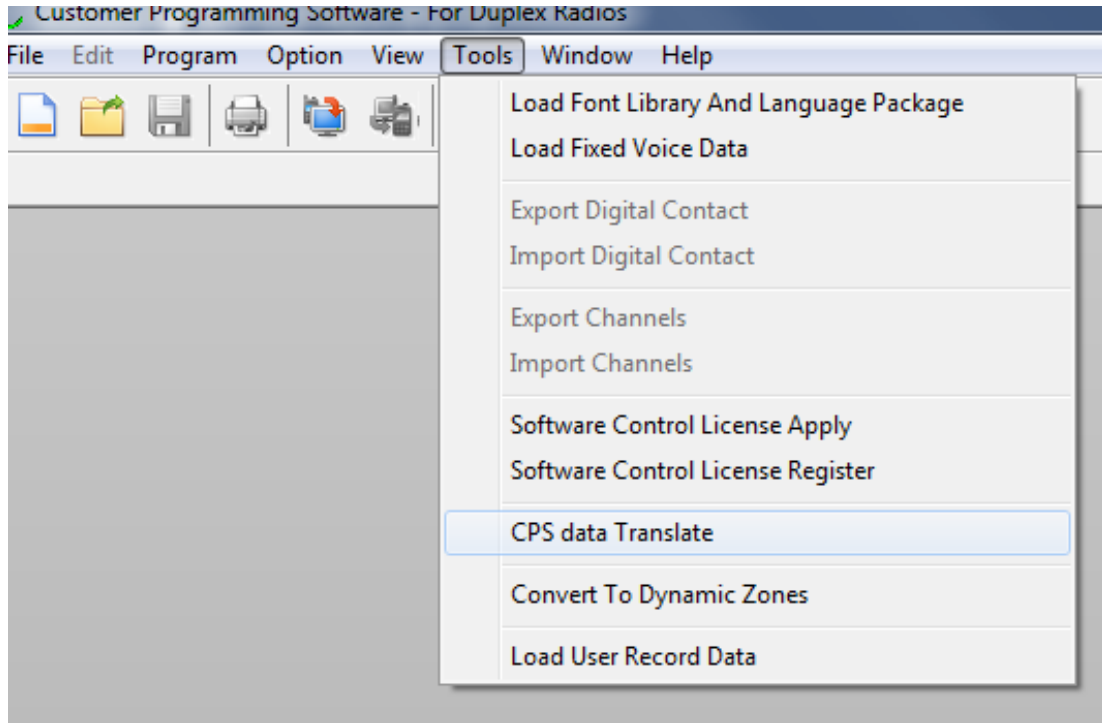 Customer Programming Software - For Duplex Radios
File Edit Program Option View Tools Window Help
Load Font Library And Language Package
Load Fixed Voice Data
Export Digital Contact
Import Digital Contact
Export Channels
Import Channels
Software Control License Apply
Software Control License Register
CPS data Translate
Convert To Dynamic Zones
Load User Record Data